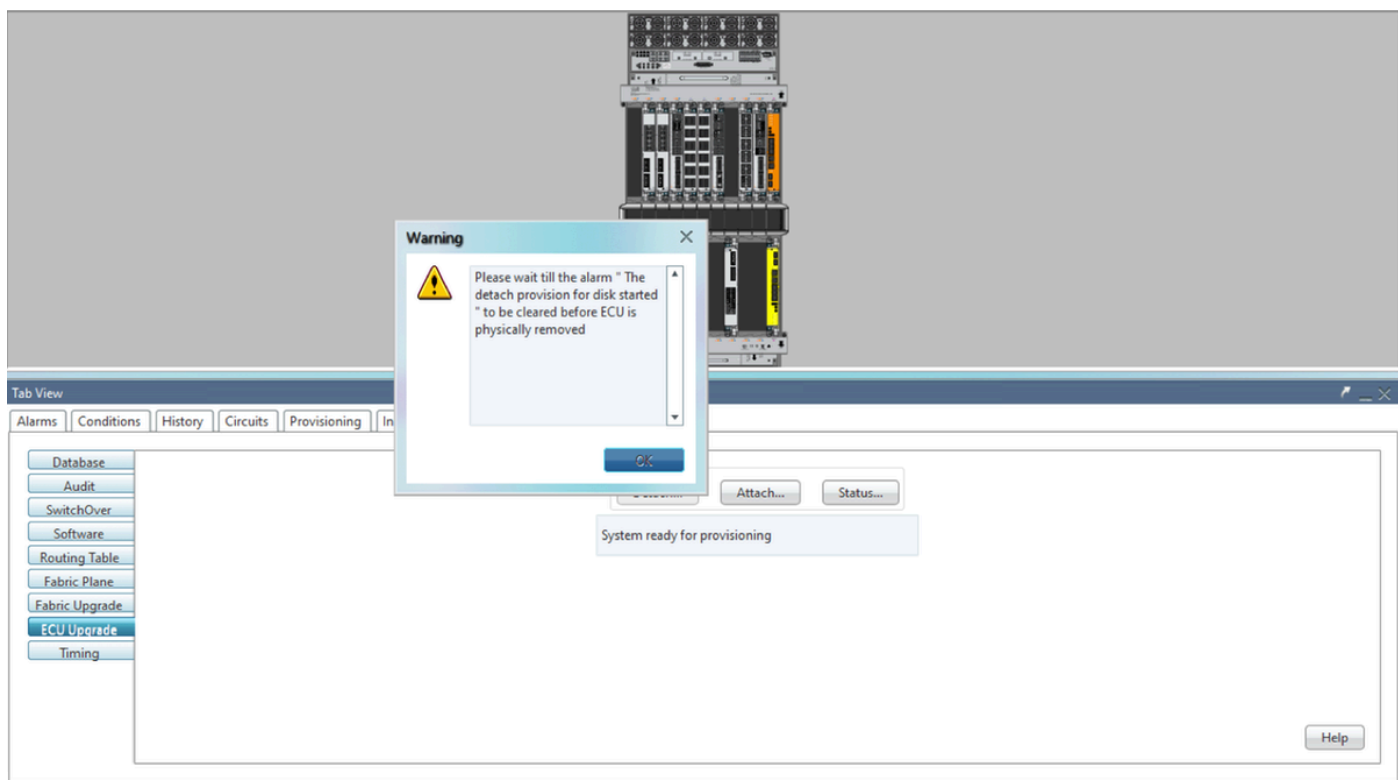 Warning
Please wait till the alarm " The
detach provision for disk started
" to be cleared before ECU is
physically removed
OK
Tab View
Alarms
Conditions
History
Circuits
Provisioning
In
Database
Audit
SwitchOver
Software
Routing Table
Fabric Plane
Fabric Upgrade
ECU Upgrade
Timing
Attach...
Status...
System ready for provisioning
Help